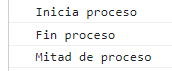 Inicia proceso
Fin proceso
Mitad de proceso